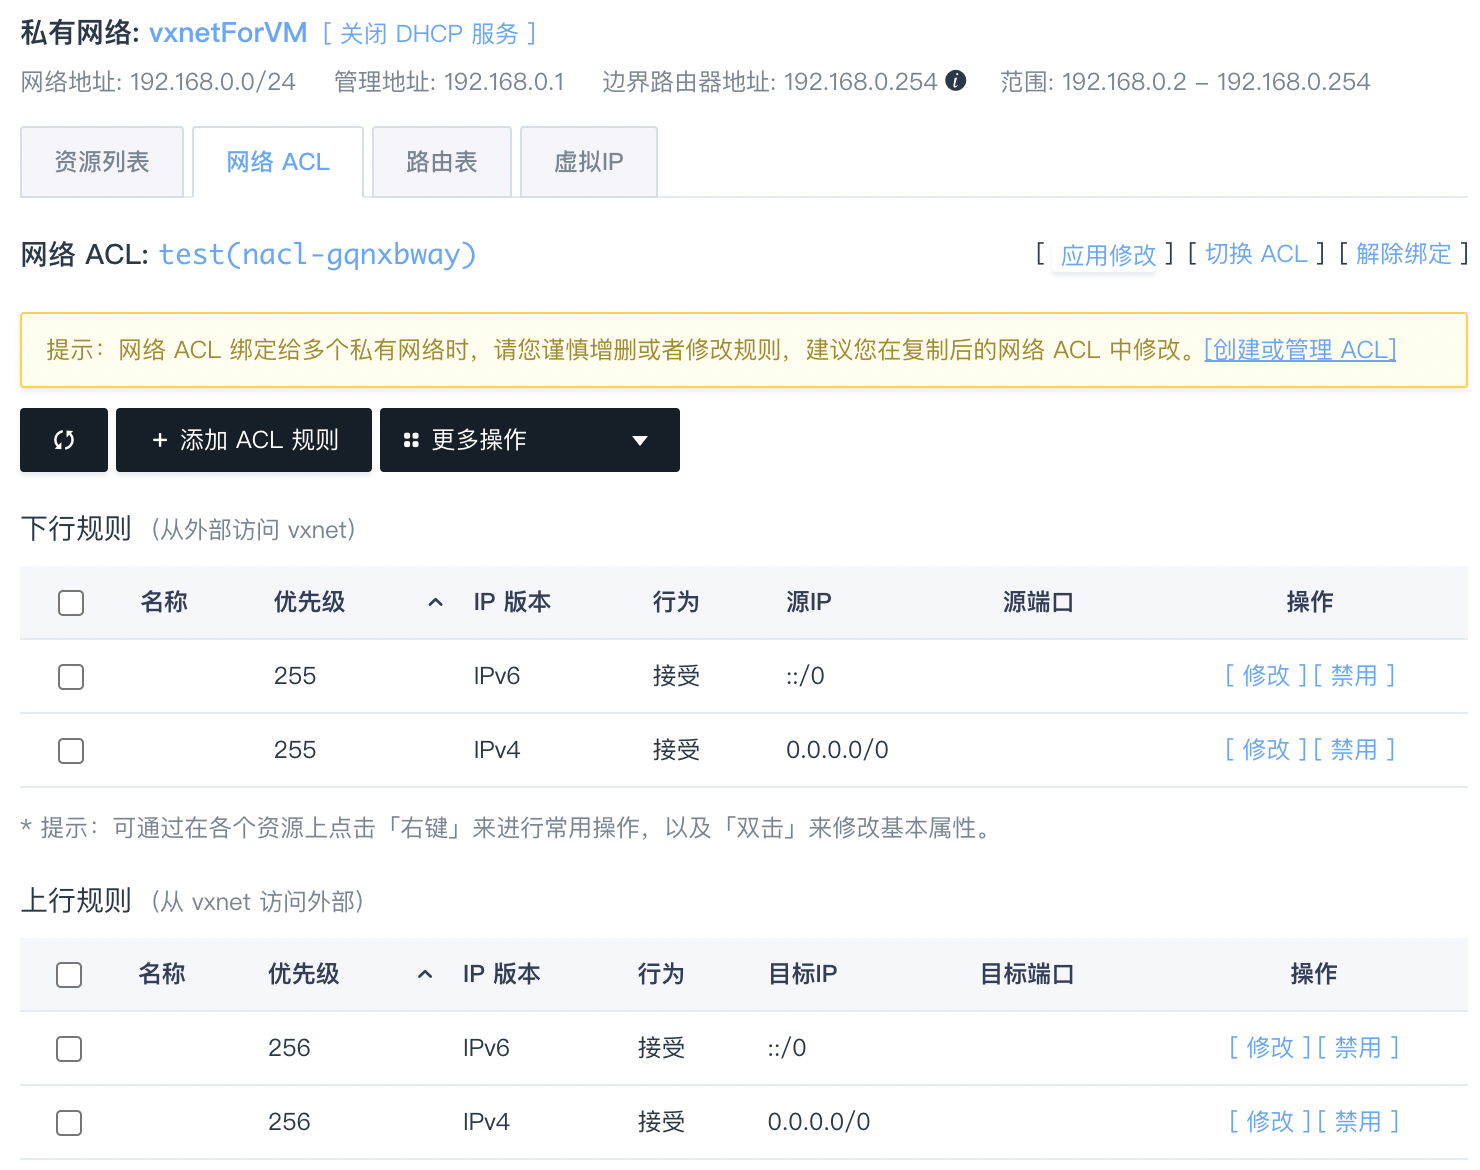 私有网络: vxnetForVM [ 关闭 DHCP 服务 ]
网络地址: 192.168.0.0/24 管理地址: 192.168.0.1 边界路由器地址: 192.168.0.254 i 范围: 192.168.0.2 – 192.168.0.254
资源列表 网络 ACL 路由表 虚拟IP
网络 ACL: test(nacl-gqnxbway) [ 应用修改 ] [ 切换 ACL ] [ 解除绑定 ]
提示：网络 ACL 绑定给多个私有网络时，请您谨慎增删或者修改规则，建议您在复制后的网络 ACL 中修改。[创建或管理 ACL]
+ 添加 ACL 规则 更多操作
下行规则 (从外部访问 vxnet)
名称 优先级 IP 版本 行为 源IP 源端口 操作
255 IPv6 接受 ::/0 [ 修改 ] [ 禁用 ]
255 IPv4 接受 0.0.0.0/0 [ 修改 ] [ 禁用 ]
* 提示：可通过在各个资源上点击「右键」来进行常用操作，以及「双击」来修改基本属性。
上行规则 (从 vxnet 访问外部)
名称 优先级 IP 版本 行为 目标IP 目标端口 操作
256 IPv6 接受 ::/0 [ 修改 ] [ 禁用 ]
256 IPv4 接受 0.0.0.0/0 [ 修改 ] [ 禁用 ]